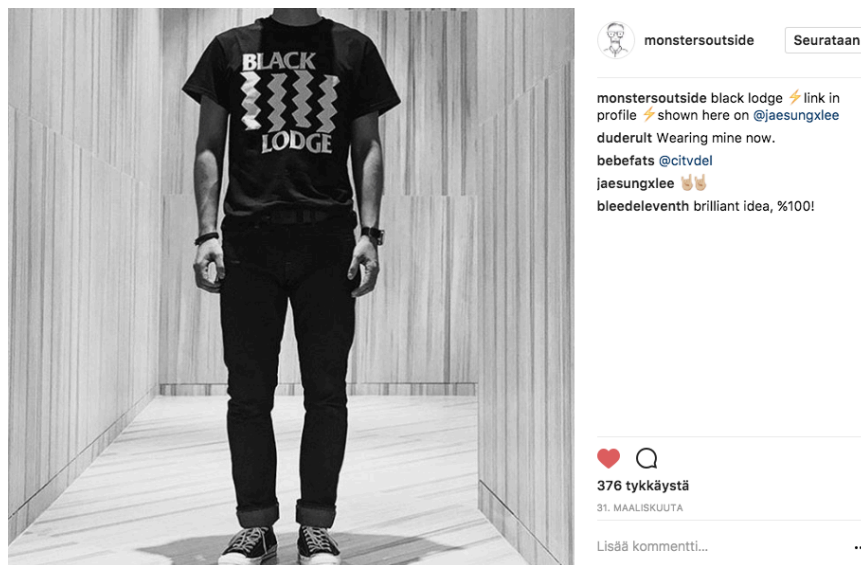 BLACK
LODGE
monstersoutside
Seurataan
monstersoutside black lodge ⚡link in
profile ⚡shown here on @jaesungxlee
duderult Wearing mine now.
bebefats @citvdel
jaesungxlee 🤘🏼🤘🏼
bleedeleventh brilliant idea, %100!
376 tykkäystä
31. MAALISKUUTA
Lisää kommentti...